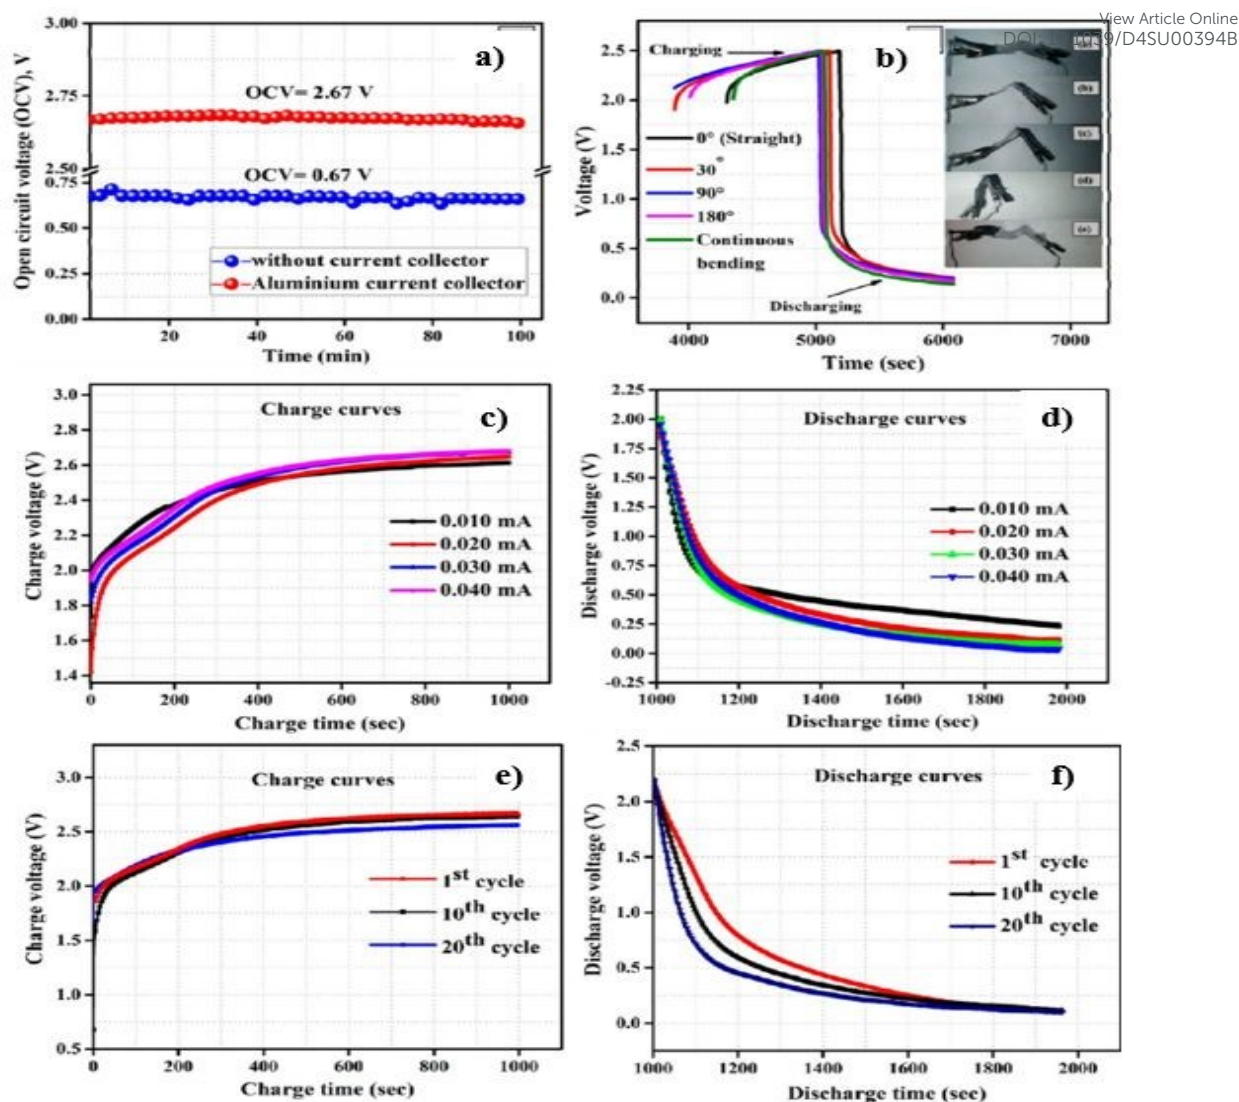 View Article Online
/D4SU00394B
a)
3.00
2.75
2.50
0.75
0.50
0.25
0.00
Open circuit voltage (OCV), V
OCV= 2.67 V
OCV= 0.67 V
without current collector
Aluminium current collector
20 40 60 80 100
Time (min)
b)
2.5
2.0
1.5
1.0
0.5
0.0
Voltage (V)
Charging
0° (Straight)
30°
90°
180°
Continuous
bending
Discharging
(b)
(c)
(d)
(e)
4000 5000 6000 7000
Time (sec)
c)
Charge curves
3.0
2.8
2.6
2.4
2.2
2.0
1.8
1.6
1.4
Charge voltage (V)
0.010 mA
0.020 mA
0.030 mA
0.040 mA
0 200 400 600 800 1000
Charge time (sec)
d)
Discharge curves
2.25
2.00
1.75
1.50
1.25
1.00
0.75
0.50
0.25
0.00
-0.25
Discharge voltage (V)
0.010 mA
0.020 mA
0.030 mA
0.040 mA
1000 1200 1400 1600 1800 2000
Discharge time (sec)
e)
Charge curves
3.0
2.5
2.0
1.5
1.0
0.5
Charge voltage (V)
1st cycle
10th cycle
20th cycle
0 200 400 600 800 1000
Charge time (sec)
f)
Discharge curves
2.5
2.0
1.5
1.0
0.5
0.0
Discharge voltage (V)
1st cycle
10th cycle
20th cycle
1000 1200 1400 1600 1800 2000
Discharge time (sec)